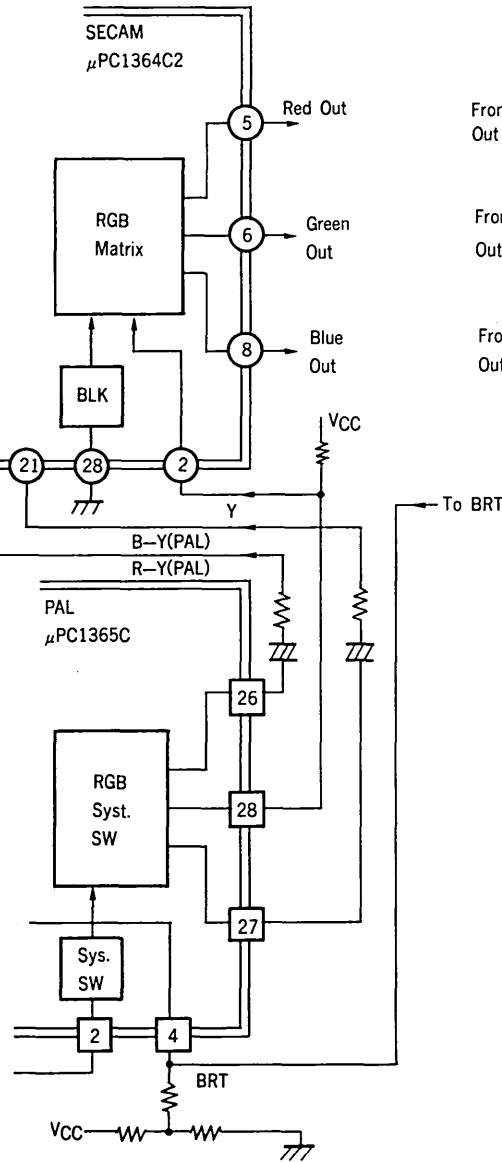 SECAM
μPC1364C2
5
Red Out
RGB
Matrix
6
Green
Out
8
Blue
Out
BLK
21
28
2
VCC
Y
To BRT
B–Y(PAL)
R–Y(PAL)
PAL
μPC1365C
26
RGB
Syst.
SW
28
27
Sys.
SW
2
4
BRT
VCC
Out